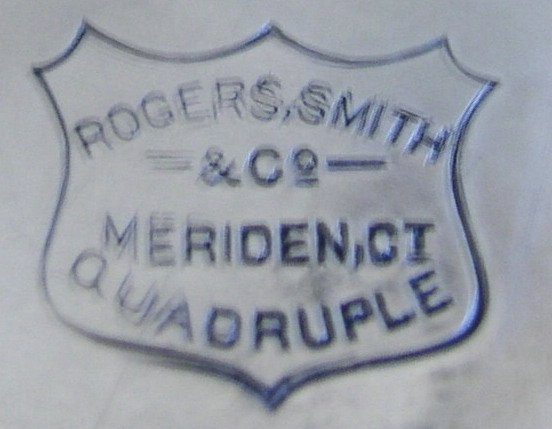 ROGERS, SMITH
& Co
MERIDEN, CT
QUADRUPLE